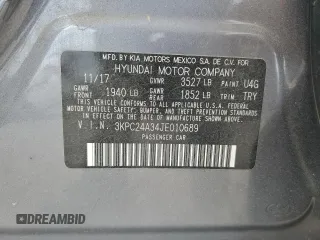 MFD. BY KIA MOTORS MEXICO S.A. DE C.V. FOR
HYUNDAI MOTOR COMPANY
11/17 GVWR 3527 LB PAINT U4G
GAWR FRONT 1940 LB GAWR REAR 1852 LB TRIM TRY
THIS VEHICLE CONFORMS TO ALL APPLICABLE
FEDERAL MOTOR VEHICLE SAFETY, BUMPER, AND
THEFT PREVENTION STANDARDS IN EFFECT ON
THE DATE OF MANUFACTURE SHOWN ABOVE.
V.I.N. 3KPC24A34JE010689
PASSENGER CAR
©DREAMBID
DREAMBID.COM